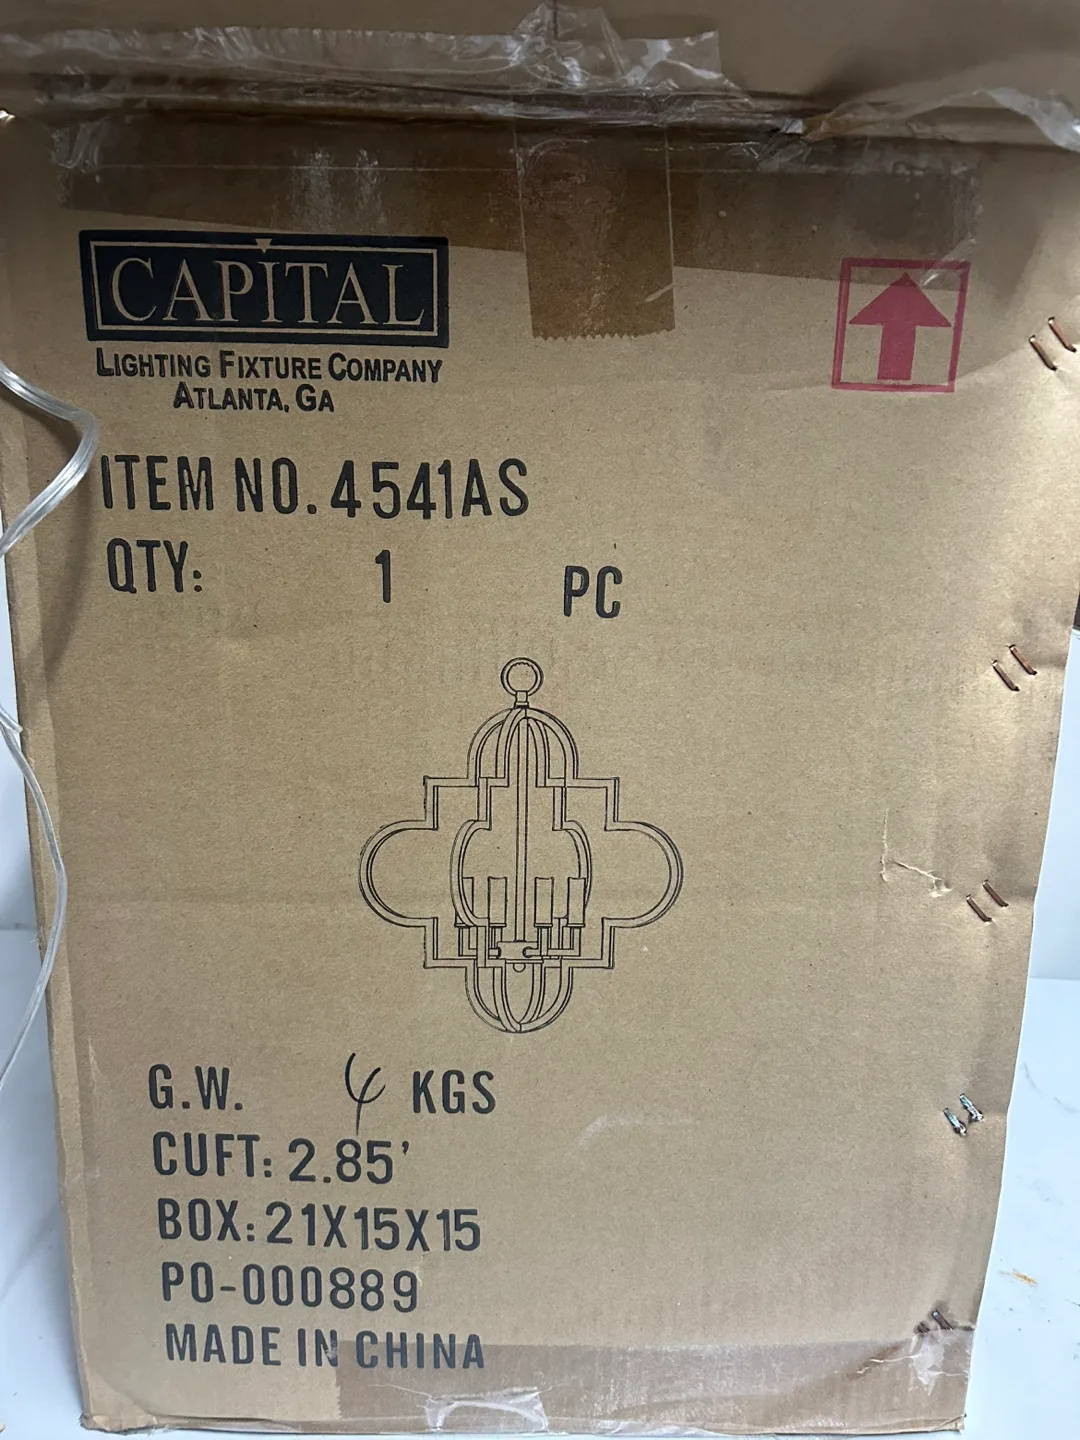 CAPITAL
LIGHTING FIXTURE COMPANY
ATLANTA, GA
ITEM NO. 4541AS
QTY: 1 PC
G.W. 4 KGS
CUFT: 2.85'
BOX: 21X15X15
PO-000889
MADE IN CHINA